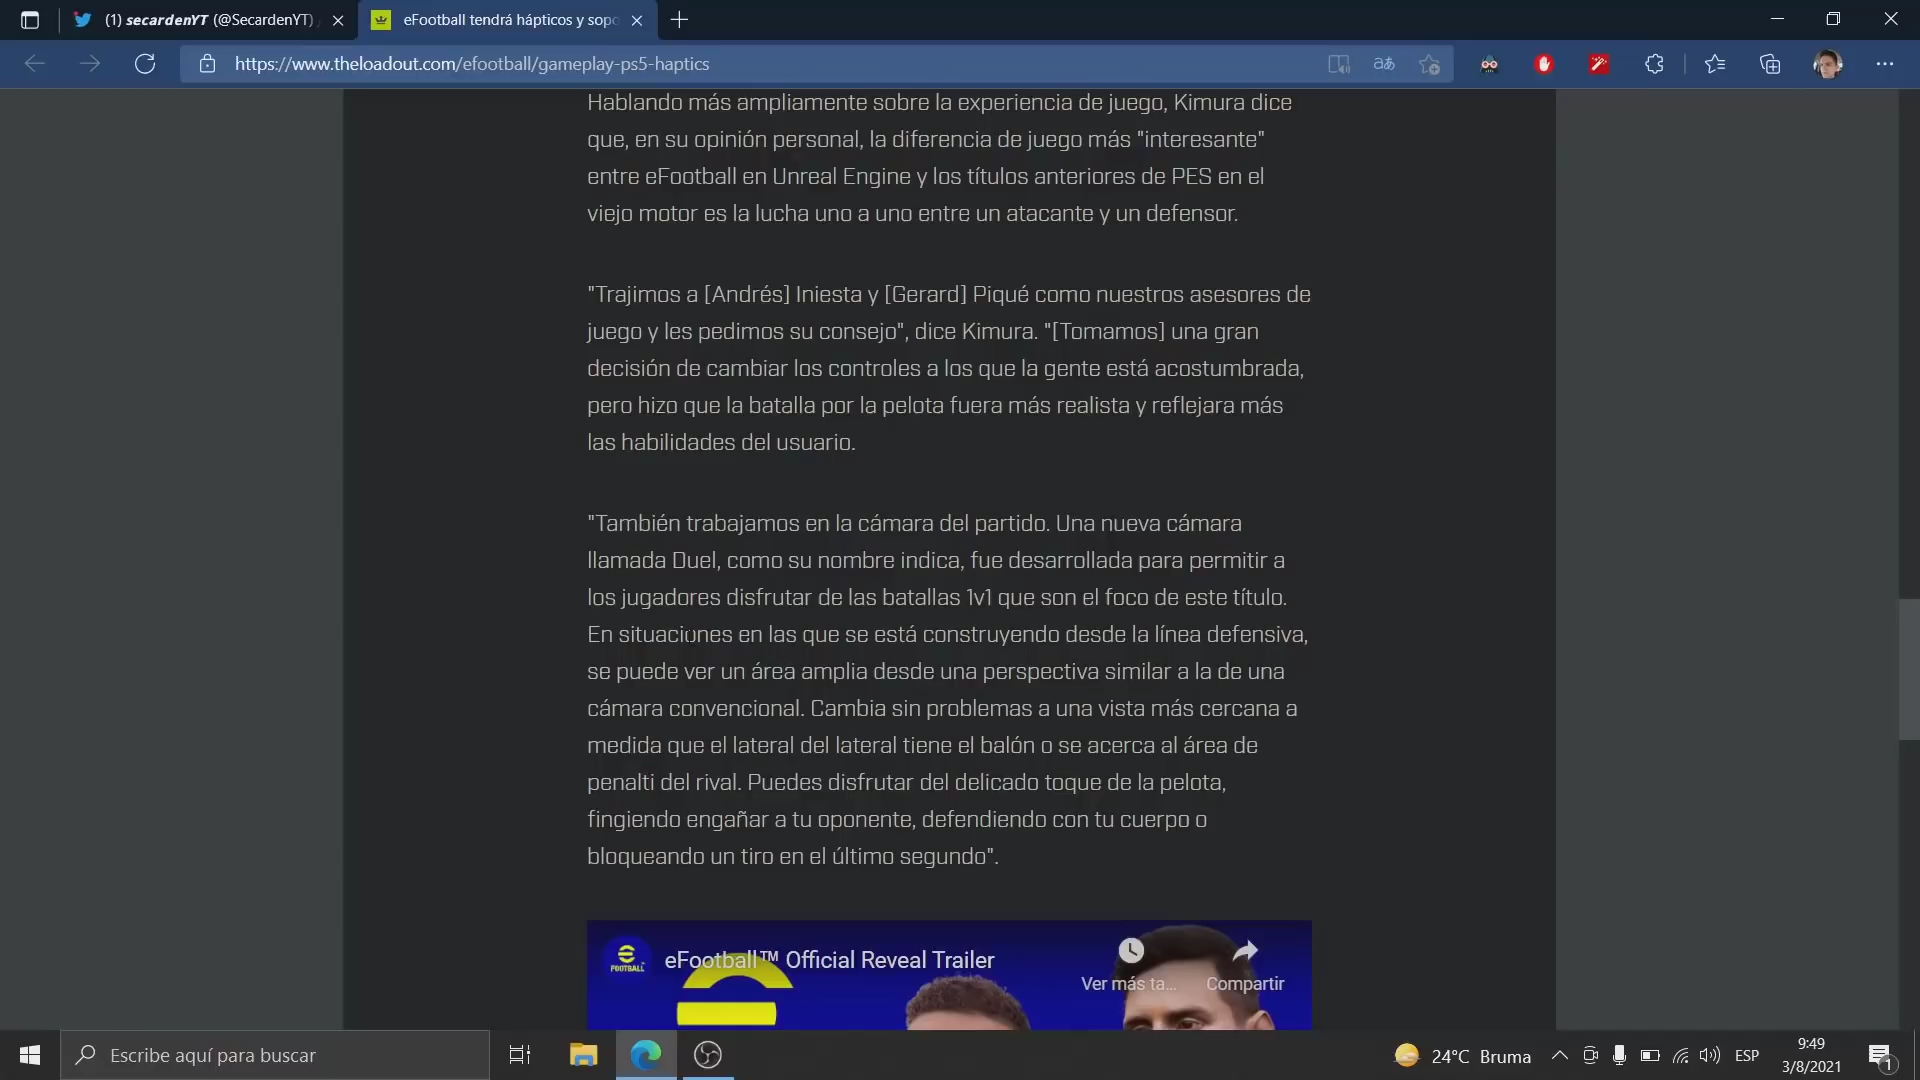 (1) secardenYT (@SecardenYT)
eFootball tendrá hápticos y sopo
https://www.theloadout.com/efootball/gameplay-ps5-haptics
Hablando más ampliamente sobre la experiencia de juego, Kimura dice
que, en su opinión personal, la diferencia de juego más "interesante"
entre eFootball en Unreal Engine y los títulos anteriores de PES en el
viejo motor es la lucha uno a uno entre un atacante y un defensor.
"Trajimos a [Andrés] Iniesta y [Gerard] Piqué como nuestros asesores de
juego y les pedimos su consejo", dice Kimura. "[Tomamos] una gran
decisión de cambiar los controles a los que la gente está acostumbrada,
pero hizo que la batalla por la pelota fuera más realista y reflejara más
las habilidades del usuario.
"También trabajamos en la cámara del partido. Una nueva cámara
llamada Duel, como su nombre indica, fue desarrollada para permitir a
los jugadores disfrutar de las batallas 1v1 que son el foco de este título.
En situaciones en las que se está construyendo desde la línea defensiva,
se puede ver un área amplia desde una perspectiva similar a la de una
cámara convencional. Cambia sin problemas a una vista más cercana a
medida que el lateral del lateral tiene el balón o se acerca al área de
penalti del rival. Puedes disfrutar del delicado toque de la pelota,
fingiendo engañar a tu oponente, defendiendo con tu cuerpo o
bloqueando un tiro en el último segundo".
FOOTBALL
eFootball™ Official Reveal Trailer
Ver más ta...
Compartir
Escribe aquí para buscar
24°C Bruma
ESP
9:49
3/8/2021
1